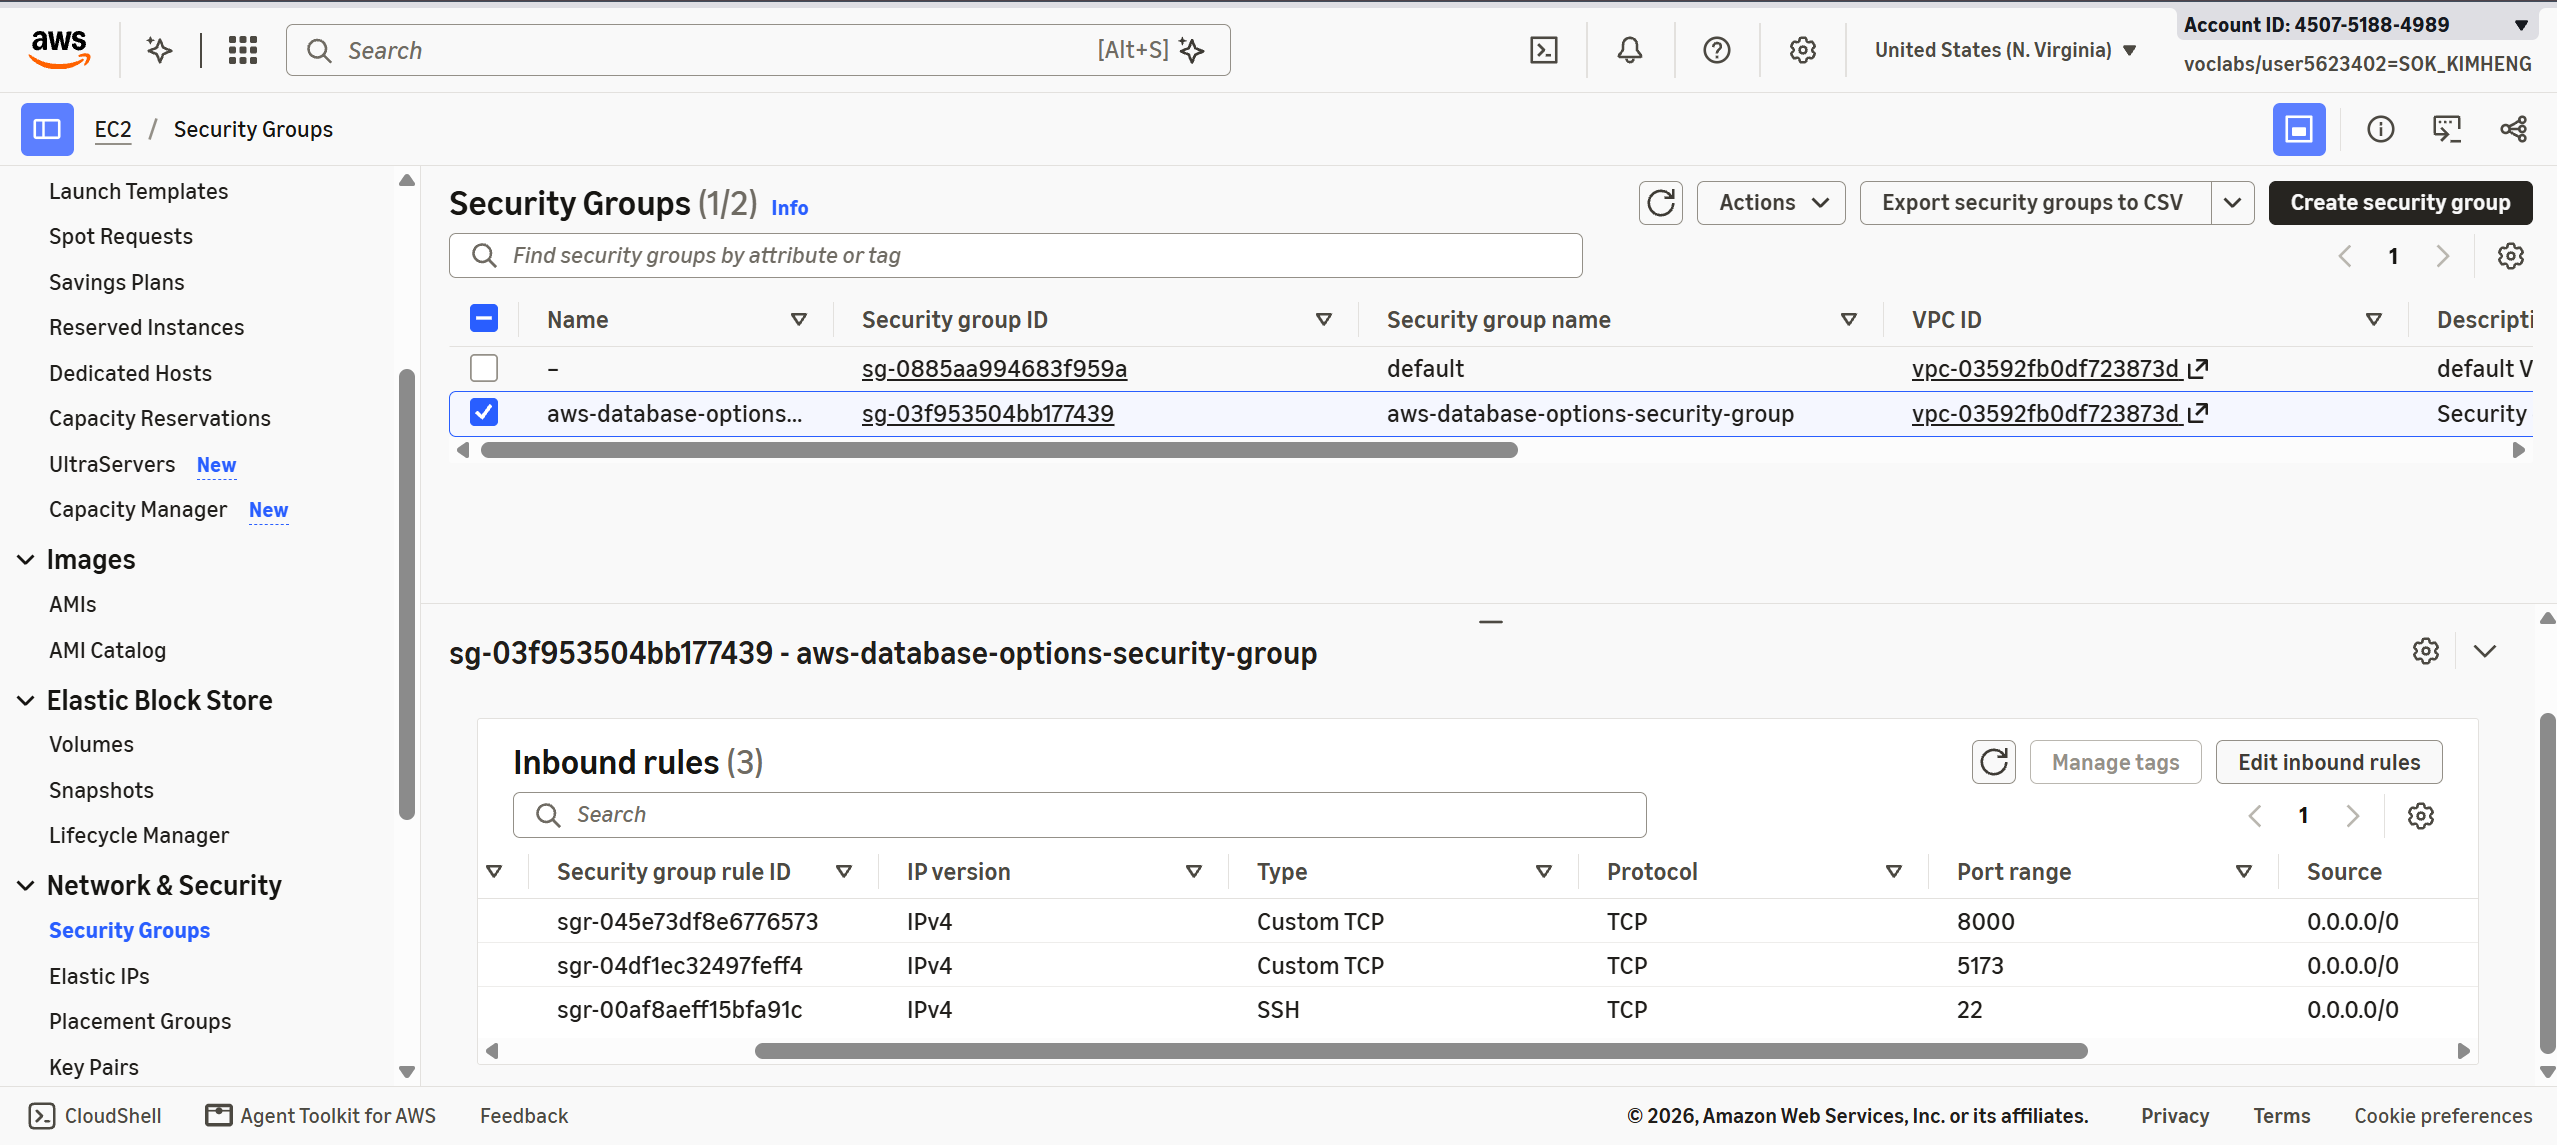 Account ID: 4507-5188-4989
aws
Search [Alt+S]
United States (N. Virginia)
voclabs/user5623402=SOK_KIMHENG
EC2 / Security Groups
Launch Templates
Spot Requests
Savings Plans
Reserved Instances
Dedicated Hosts
Capacity Reservations
UltraServers New
Capacity Manager New
Images
AMIs
AMI Catalog
Elastic Block Store
Volumes
Snapshots
Lifecycle Manager
Network & Security
Security Groups
Elastic IPs
Placement Groups
Key Pairs
Security Groups (1/2) Info
Actions
Export security groups to CSV
Create security group
Find security groups by attribute or tag
1
Name Security group ID Security group name VPC ID Descripti
– sg-0885aa994683f959a default vpc-03592fb0df723873d default V
aws-database-options... sg-03f953504bb177439 aws-database-options-security-group vpc-03592fb0df723873d Security
sg-03f953504bb177439 - aws-database-options-security-group
Inbound rules (3)
Manage tags
Edit inbound rules
Search
1
Security group rule ID IP version Type Protocol Port range Source
sgr-045e73df8e6776573 IPv4 Custom TCP TCP 8000 0.0.0.0/0
sgr-04df1ec32497feff4 IPv4 Custom TCP TCP 5173 0.0.0.0/0
sgr-00af8aeff15bfa91c IPv4 SSH TCP 22 0.0.0.0/0
CloudShell Agent Toolkit for AWS Feedback © 2026, Amazon Web Services, Inc. or its affiliates. Privacy Terms Cookie preferences